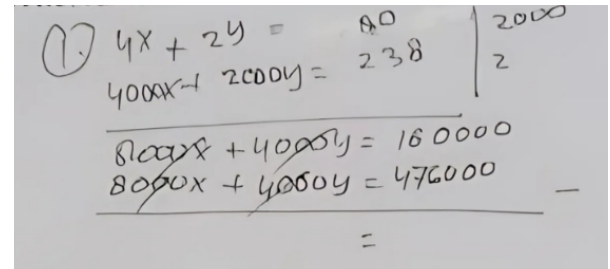 ① 4x + 2y = 80 | 2000
4000x + 2000y = 238 | 2
8000x + 4000y = 160000
8000x + 4000y = 476000 -
=